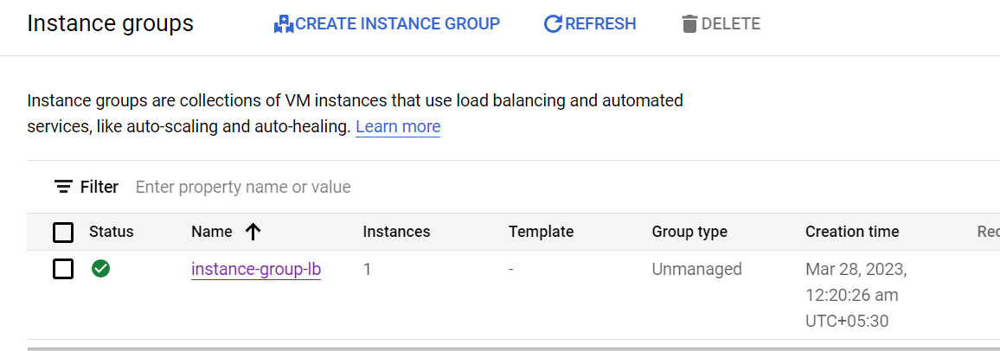 Instance groups CREATE INSTANCE GROUP REFRESH DELETE
Instance groups are collections of VM instances that use load balancing and automated
services, like auto-scaling and auto-healing. Learn more
Filter Enter property name or value
Status Name Instances Template Group type Creation time
instance-group-lb 1 - Unmanaged Mar 28, 2023,
12:20:26 am
UTC+05:30